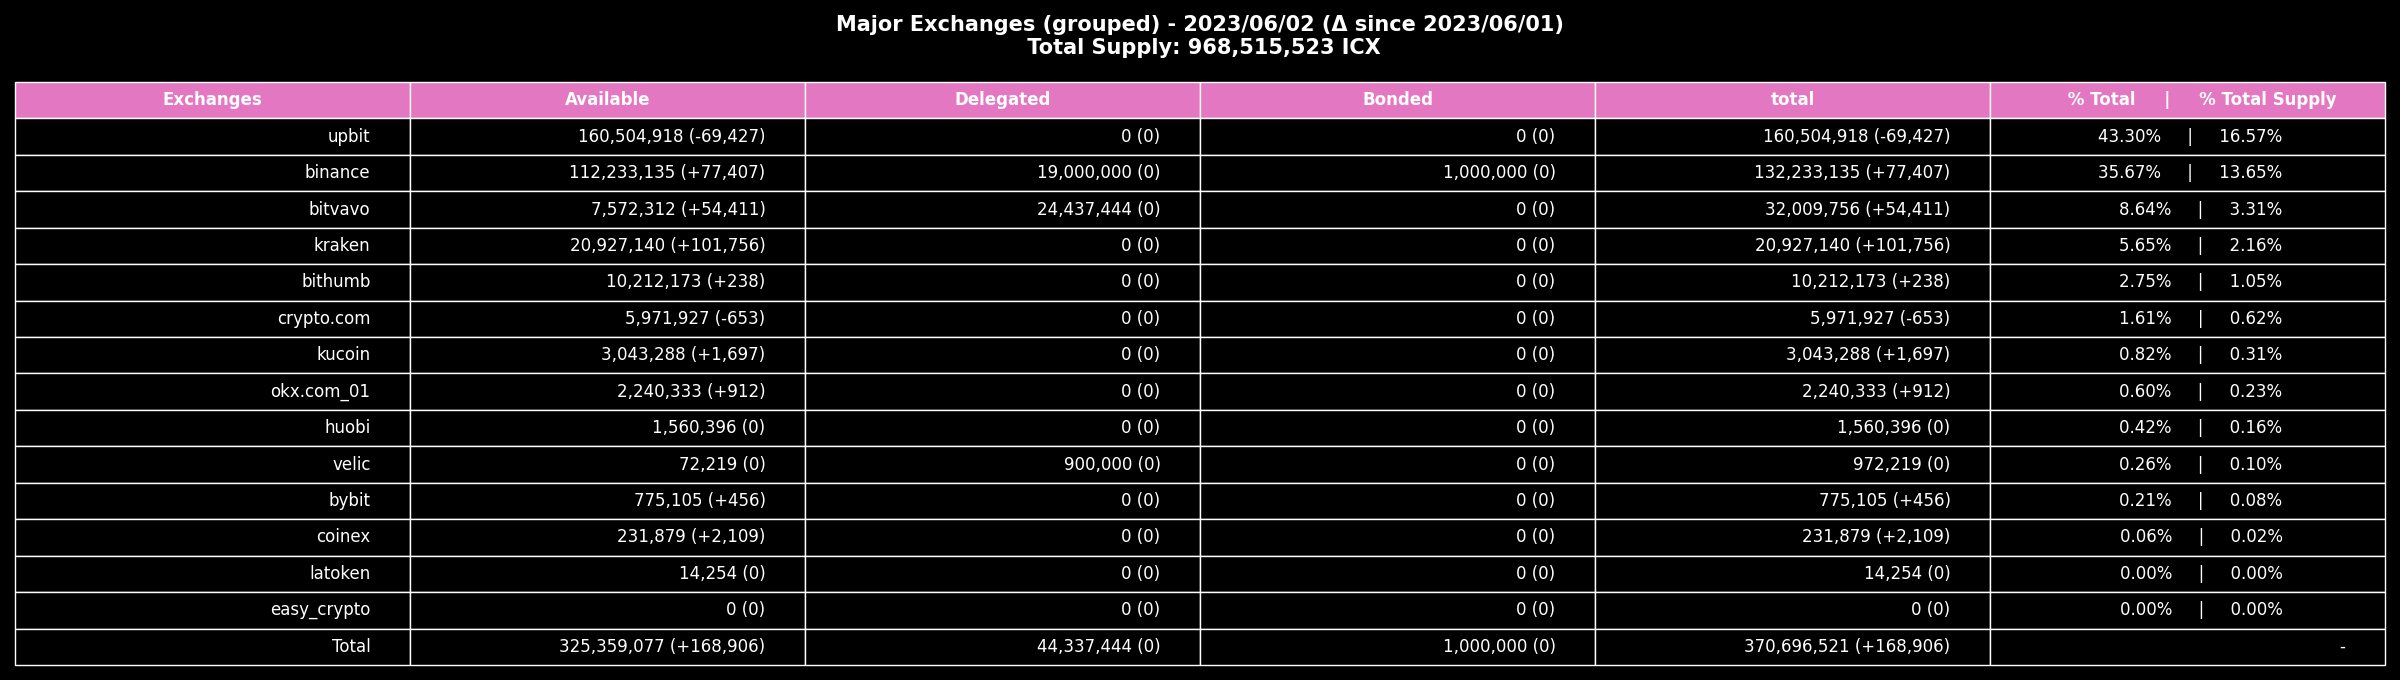 Major Exchanges (grouped) - 2023/06/02 (Δ since 2023/06/01)
Total Supply: 968,515,523 ICX
Exchanges Available Delegated Bonded total % Total | % Total Supply
upbit 160,504,918 (-69,427) 0 (0) 0 (0) 160,504,918 (-69,427) 43.30% | 16.57%
binance 112,233,135 (+77,407) 19,000,000 (0) 1,000,000 (0) 132,233,135 (+77,407) 35.67% | 13.65%
bitvavo 7,572,312 (+54,411) 24,437,444 (0) 0 (0) 32,009,756 (+54,411) 8.64% | 3.31%
kraken 20,927,140 (+101,756) 0 (0) 0 (0) 20,927,140 (+101,756) 5.65% | 2.16%
bithumb 10,212,173 (+238) 0 (0) 0 (0) 10,212,173 (+238) 2.75% | 1.05%
crypto.com 5,971,927 (-653) 0 (0) 0 (0) 5,971,927 (-653) 1.61% | 0.62%
kucoin 3,043,288 (+1,697) 0 (0) 0 (0) 3,043,288 (+1,697) 0.82% | 0.31%
okx.com_01 2,240,333 (+912) 0 (0) 0 (0) 2,240,333 (+912) 0.60% | 0.23%
huobi 1,560,396 (0) 0 (0) 0 (0) 1,560,396 (0) 0.42% | 0.16%
velic 72,219 (0) 900,000 (0) 0 (0) 972,219 (0) 0.26% | 0.10%
bybit 775,105 (+456) 0 (0) 0 (0) 775,105 (+456) 0.21% | 0.08%
coinex 231,879 (+2,109) 0 (0) 0 (0) 231,879 (+2,109) 0.06% | 0.02%
latoken 14,254 (0) 0 (0) 0 (0) 14,254 (0) 0.00% | 0.00%
easy_crypto 0 (0) 0 (0) 0 (0) 0 (0) 0.00% | 0.00%
Total 325,359,077 (+168,906) 44,337,444 (0) 1,000,000 (0) 370,696,521 (+168,906) -